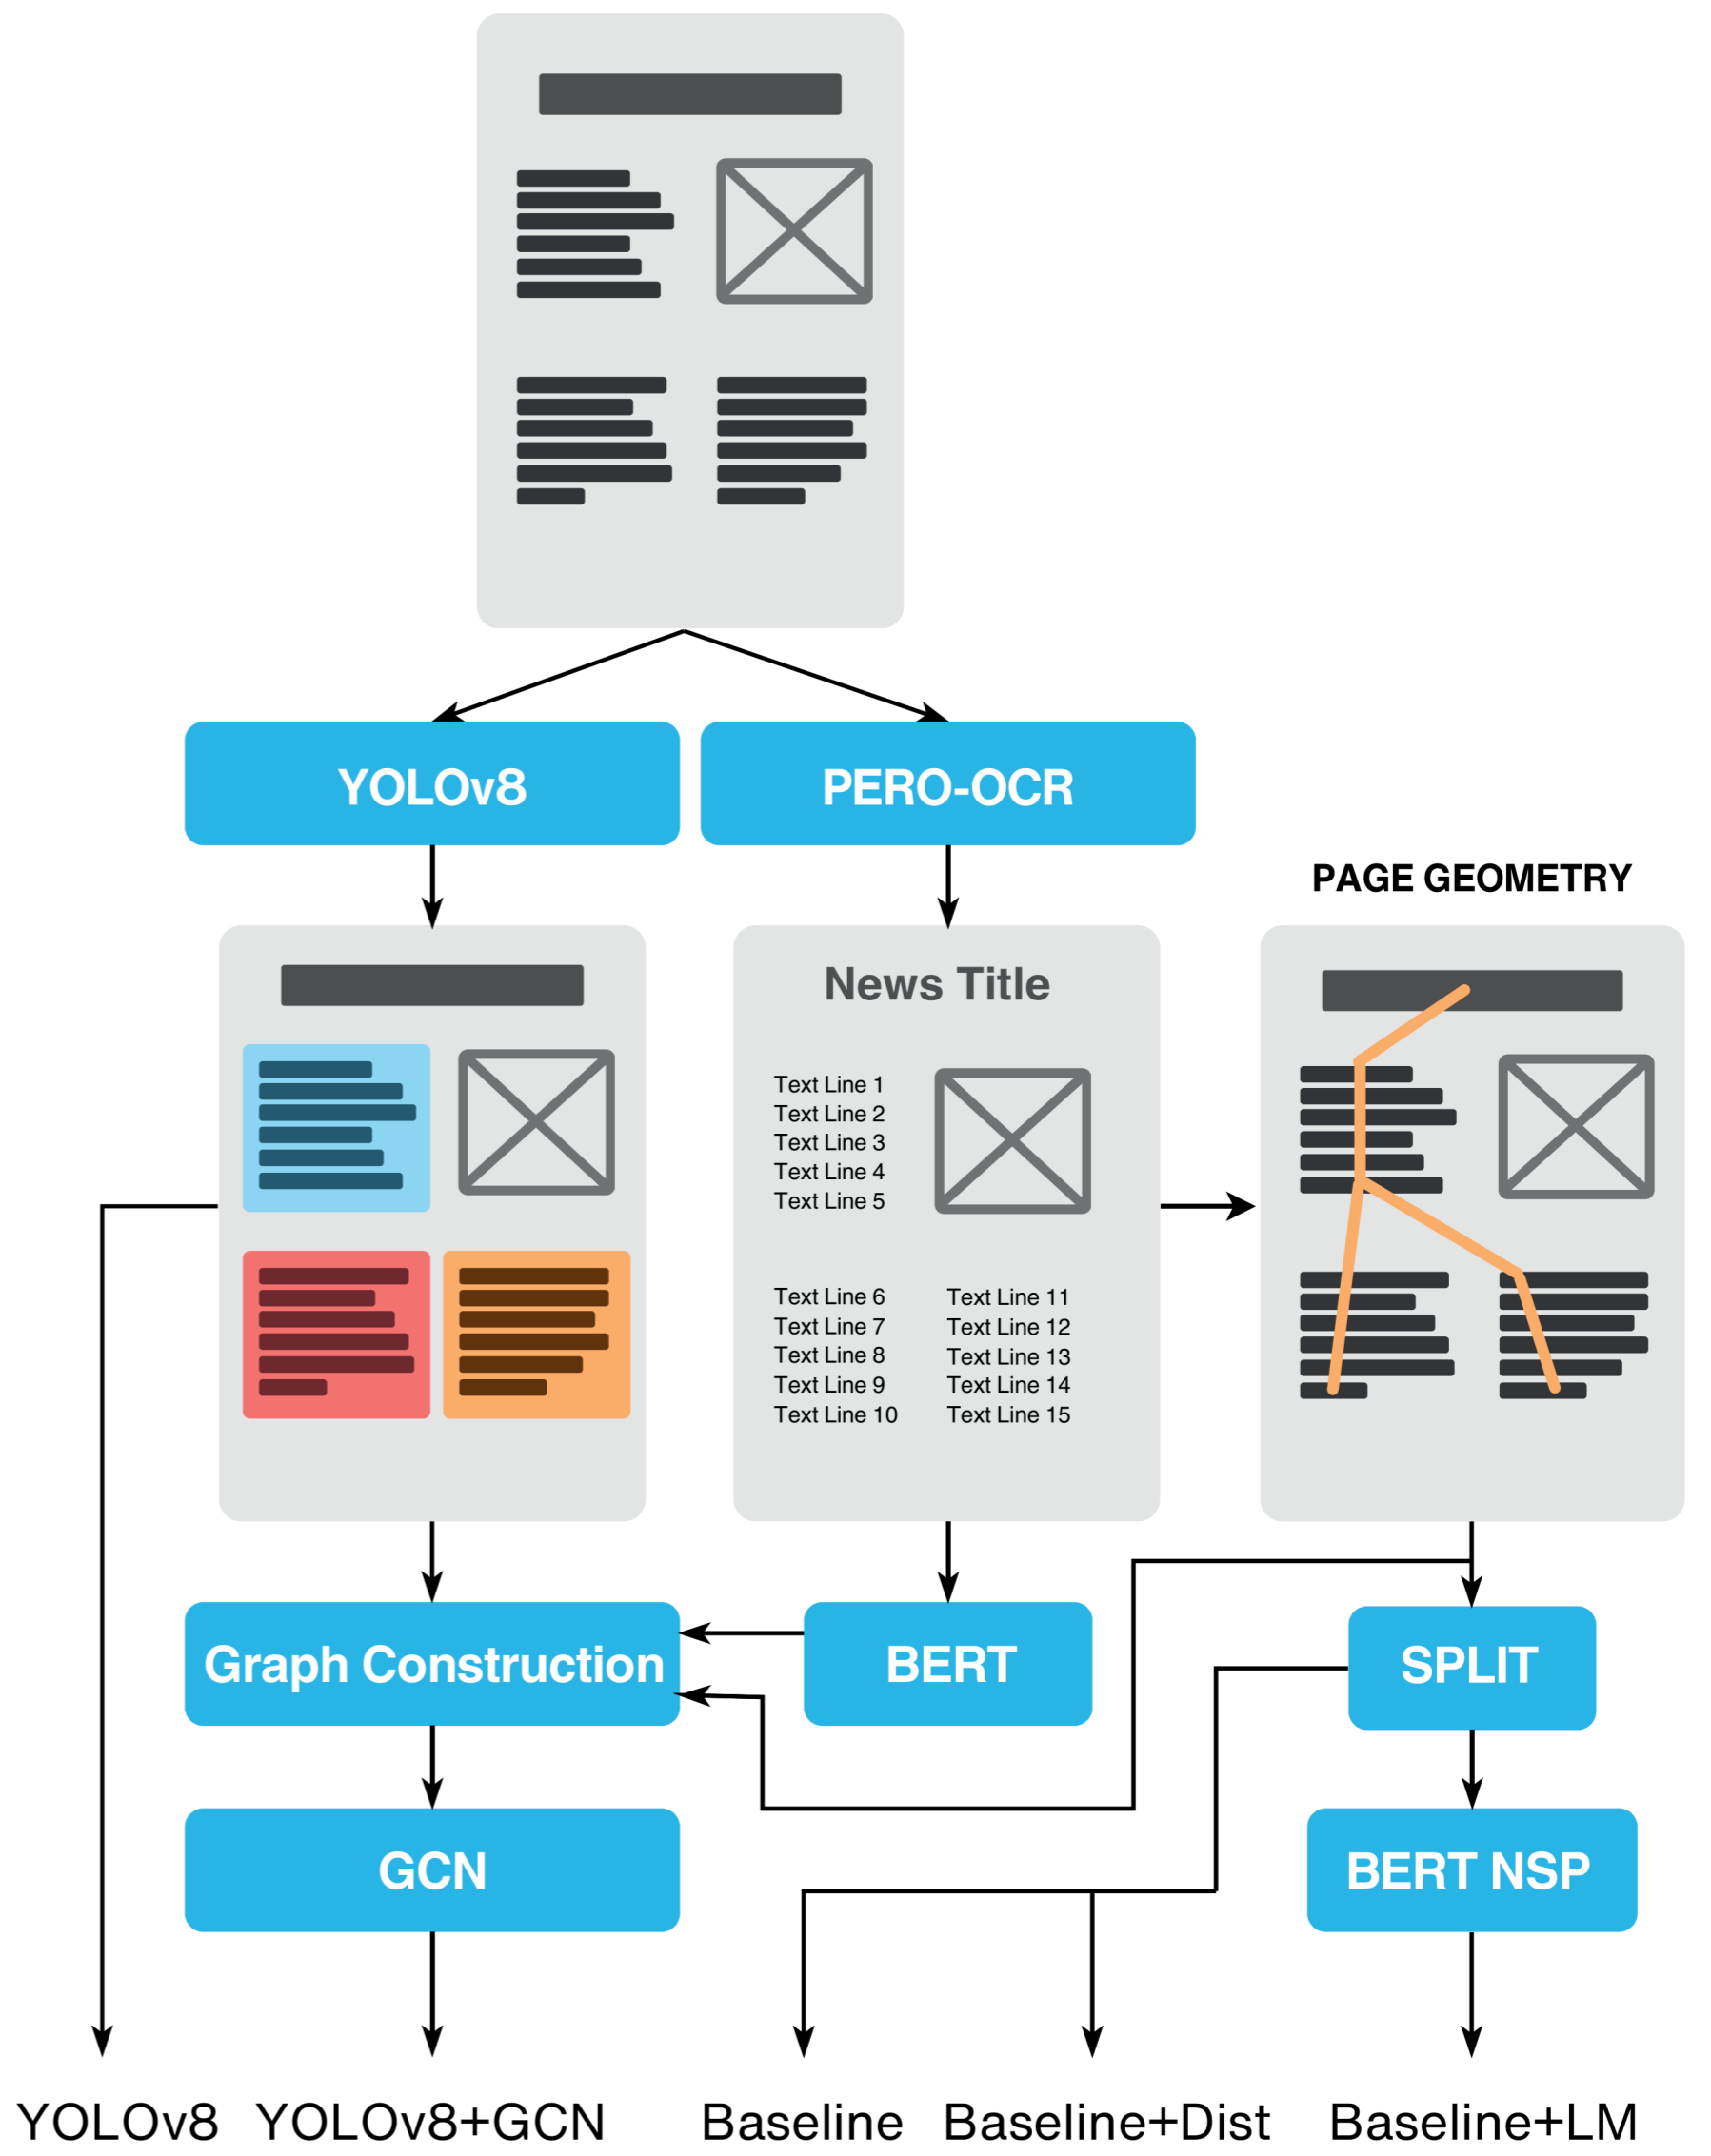 YOLOv8
PERO-OCR
PAGE GEOMETRY
News Title
Text Line 1
Text Line 2
Text Line 3
Text Line 4
Text Line 5
Text Line 6
Text Line 7
Text Line 8
Text Line 9
Text Line 10
Text Line 11
Text Line 12
Text Line 13
Text Line 14
Text Line 15
Graph Construction
BERT
SPLIT
GCN
BERT NSP
YOLOv8
YOLOv8+GCN
Baseline
Baseline+Dist
Baseline+LM